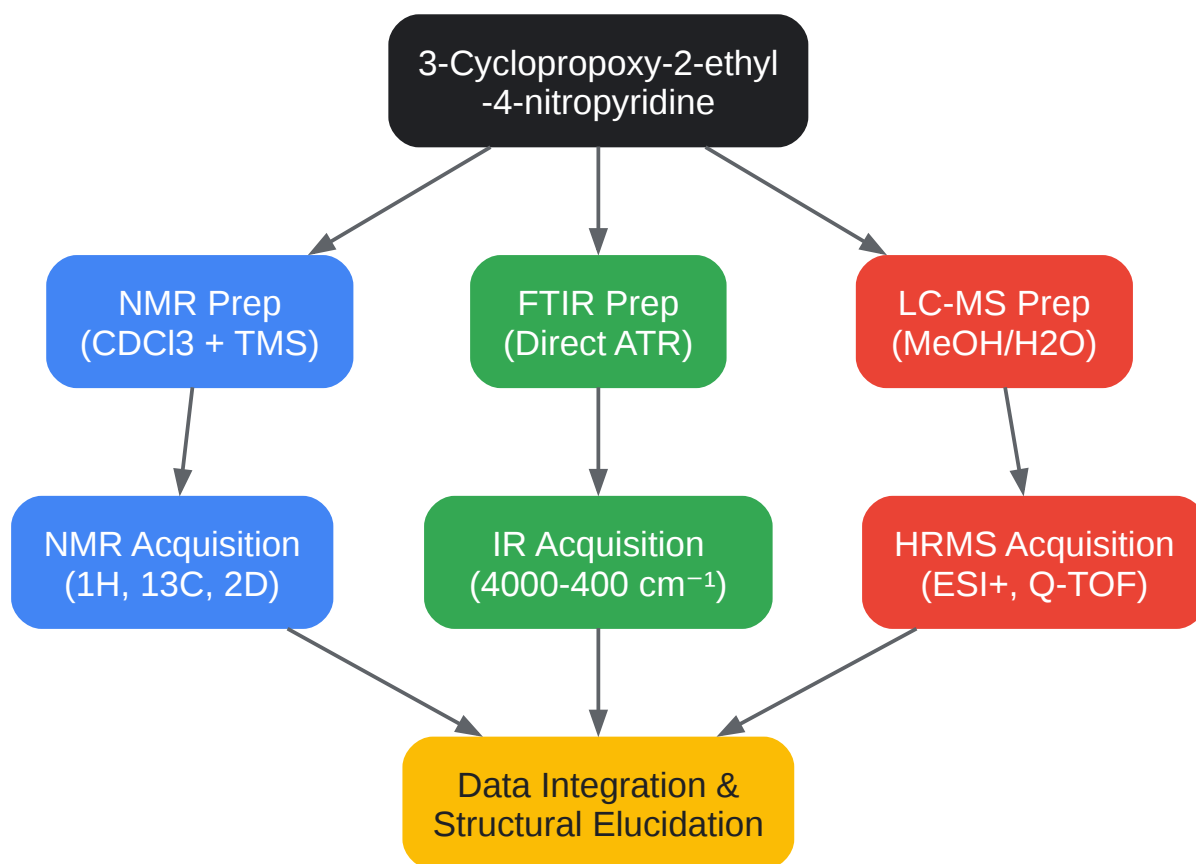 3-Cyclopropoxy-2-ethyl
-4-nitropyridine
NMR Prep
(CDCl3 + TMS)
FTIR Prep
(Direct ATR)
LC-MS Prep
(MeOH/H2O)
NMR Acquisition
(1H, 13C, 2D)
IR Acquisition
(4000-400 cm⁻¹)
HRMS Acquisition
(ESI+, Q-TOF)
Data Integration &
Structural Elucidation